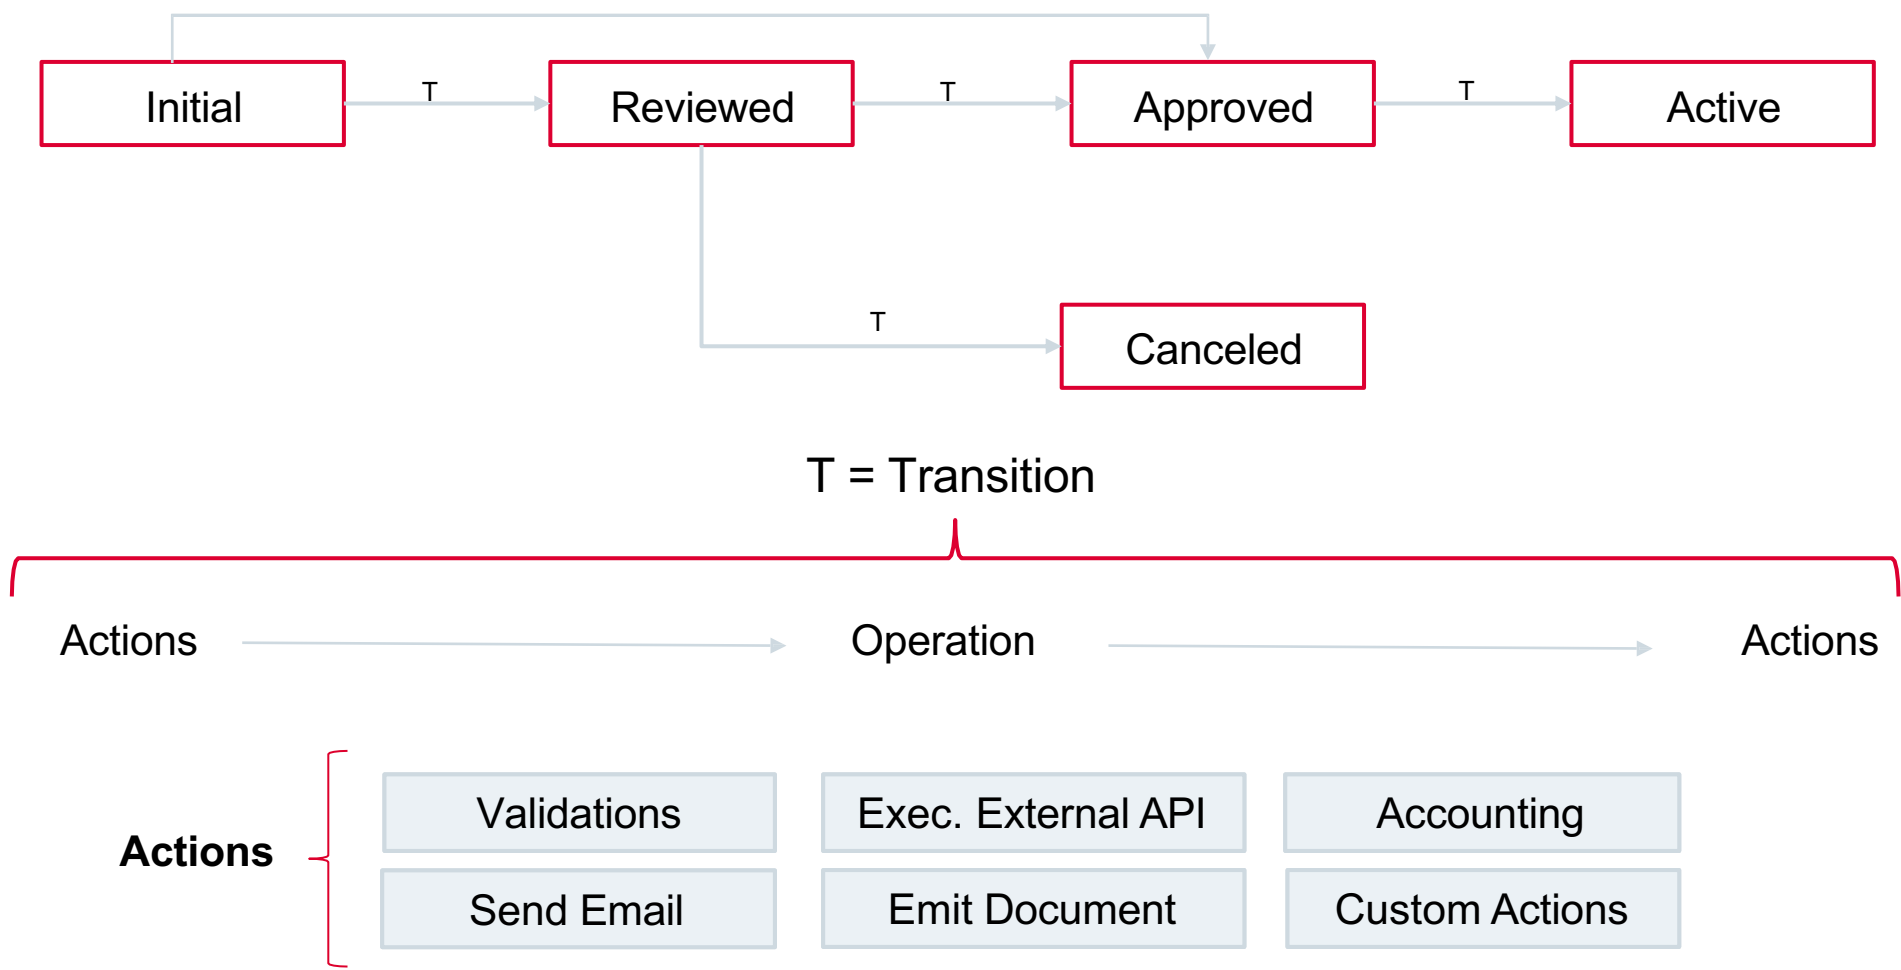 Initial
T
Reviewed
T
Approved
T
Active
T
Canceled
T = Transition
Actions
Operation
Actions
Actions
Validations
Exec. External API
Accounting
Send Email
Emit Document
Custom Actions